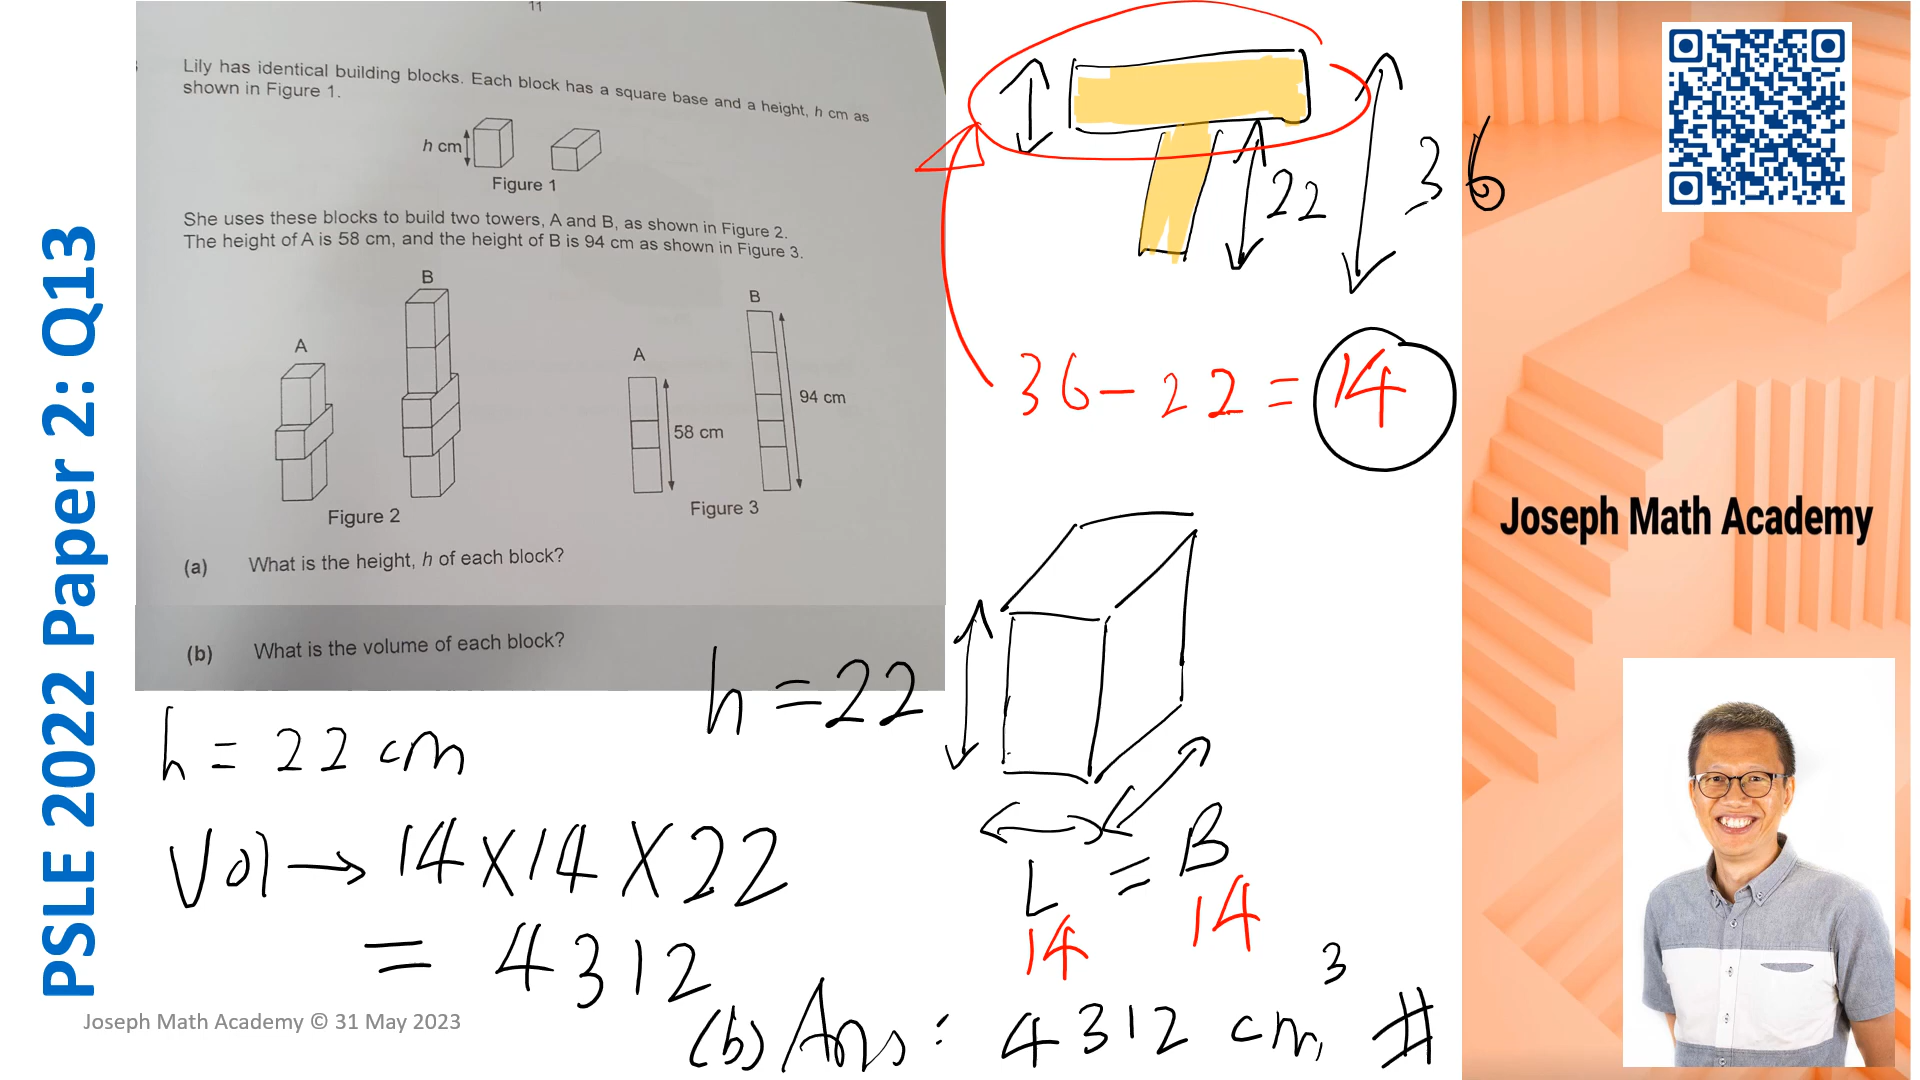 PSLE 2022 Paper 2: Q13
11
Lily has identical building blocks. Each block has a square base and a height, h cm as
shown in Figure 1.
h cm
Figure 1
She uses these blocks to build two towers, A and B, as shown in Figure 2.
The height of A is 58 cm, and the height of B is 94 cm as shown in Figure 3.
A
B
A
B
58 cm
94 cm
Figure 2
Figure 3
(a) What is the height, h of each block?
(b) What is the volume of each block?
22
36
36 - 22 = 14
h = 22
L = B
14 14
h = 22 cm
Vol → 14 X 14 X 22
= 4312
(b) Ans: 4312 cm³ #
Joseph Math Academy
Joseph Math Academy © 31 May 2023